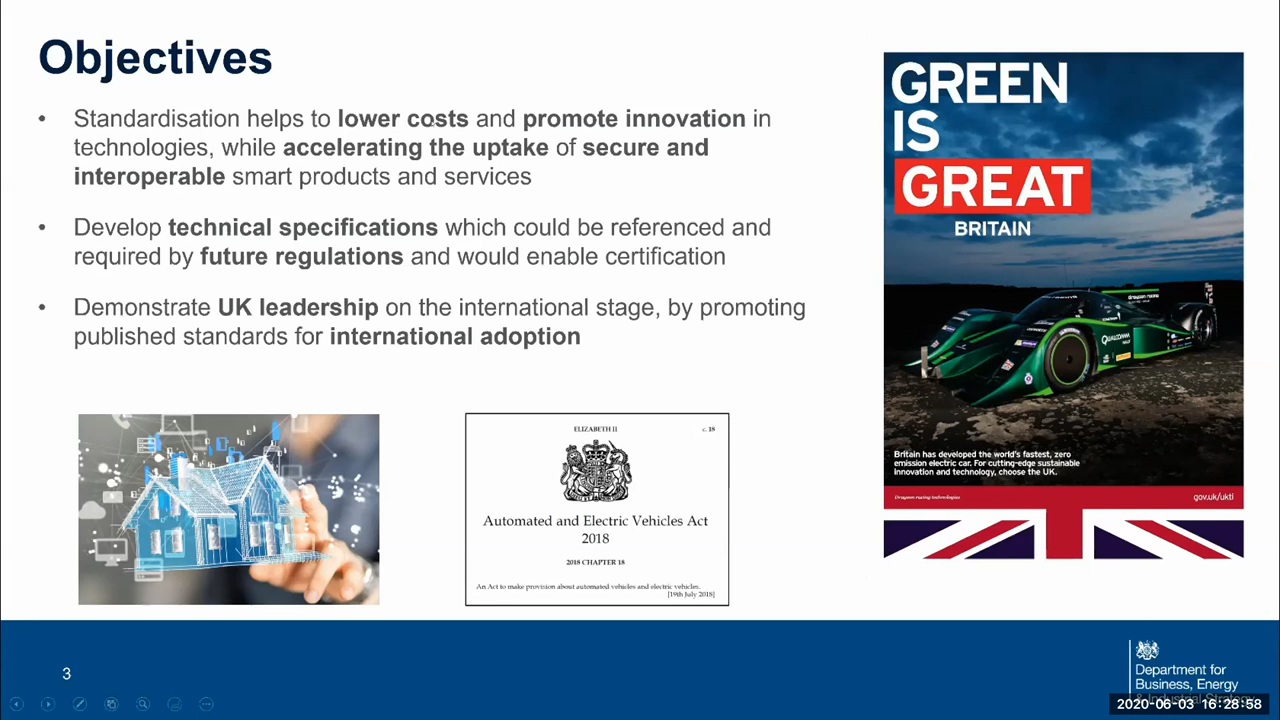 Objectives
• Standardisation helps to lower costs and promote innovation in
technologies, while accelerating the uptake of secure and
interoperable smart products and services
• Develop technical specifications which could be referenced and
required by future regulations and would enable certification
• Demonstrate UK leadership on the international stage, by promoting
published standards for international adoption
ELIZABETH II c. 18
Automated and Electric Vehicles Act
2018
2018 CHAPTER 18
An Act to make provision about automated vehicles and electric vehicles.
[19th July 2018]
GREEN
IS
GREAT
BRITAIN
QUALCOMM
Britain has developed the world's fastest, zero
emission electric car. For cutting-edge sustainable
innovation and technology, choose the UK.
Drayson racing technologies
gov.uk/ukti
3
Department for
Business, Energy
& Industrial Strategy
2020-06-03 16:28:58